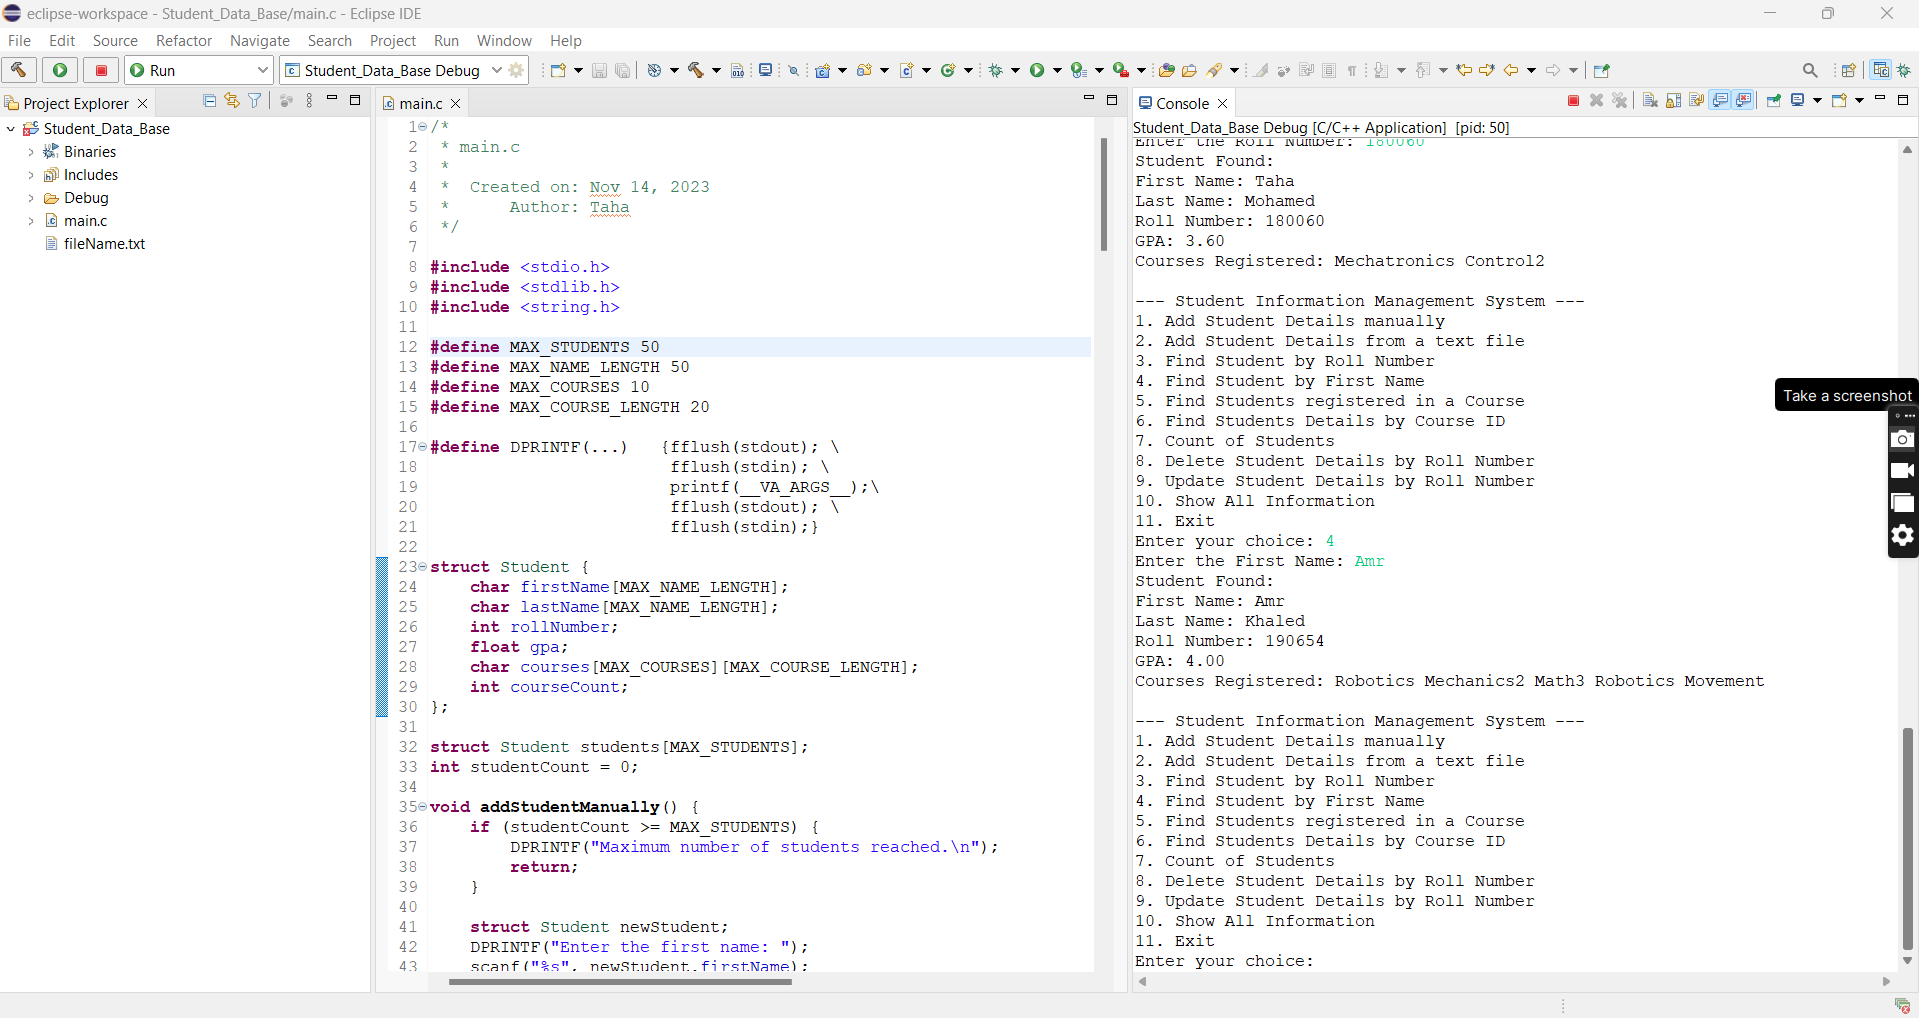 eclipse-workspace - Student_Data_Base/main.c - Eclipse IDE
File Edit Source Refactor Navigate Search Project Run Window Help
Run
Student_Data_Base Debug
Project Explorer
Student_Data_Base
Binaries
Includes
Debug
main.c
fileName.txt
main.c
1 /*
2 * main.c
3 *
4 * Created on: Nov 14, 2023
5 * Author: Taha
6 */
7
8 #include <stdio.h>
9 #include <stdlib.h>
10 #include <string.h>
11
12 #define MAX_STUDENTS 50
13 #define MAX_NAME_LENGTH 50
14 #define MAX_COURSES 10
15 #define MAX_COURSE_LENGTH 20
16
17 #define DPRINTF(...) {fflush(stdout); \
18 fflush(stdin); \
19 printf(__VA_ARGS__);\
20 fflush(stdout); \
21 fflush(stdin);}
22
23 struct Student {
24 char firstName[MAX_NAME_LENGTH];
25 char lastName[MAX_NAME_LENGTH];
26 int rollNumber;
27 float gpa;
28 char courses[MAX_COURSES][MAX_COURSE_LENGTH];
29 int courseCount;
30 };
31
32 struct Student students[MAX_STUDENTS];
33 int studentCount = 0;
34
35 void addStudentManually() {
36 if (studentCount >= MAX_STUDENTS) {
37 DPRINTF("Maximum number of students reached.\n");
38 return;
39 }
40
41 struct Student newStudent;
42 DPRINTF("Enter the first name: ");
43 scanf("%s", newStudent.firstName);
Console
Student_Data_Base Debug [C/C++ Application] [pid: 50]
Enter the Roll Number: 180060
Student Found:
First Name: Taha
Last Name: Mohamed
Roll Number: 180060
GPA: 3.60
Courses Registered: Mechatronics Control2
--- Student Information Management System ---
1. Add Student Details manually
2. Add Student Details from a text file
3. Find Student by Roll Number
4. Find Student by First Name
5. Find Students registered in a Course
6. Find Students Details by Course ID
7. Count of Students
8. Delete Student Details by Roll Number
9. Update Student Details by Roll Number
10. Show All Information
11. Exit
Enter your choice: 4
Enter the First Name: Amr
Student Found:
First Name: Amr
Last Name: Khaled
Roll Number: 190654
GPA: 4.00
Courses Registered: Robotics Mechanics2 Math3 Robotics Movement
--- Student Information Management System ---
1. Add Student Details manually
2. Add Student Details from a text file
3. Find Student by Roll Number
4. Find Student by First Name
5. Find Students registered in a Course
6. Find Students Details by Course ID
7. Count of Students
8. Delete Student Details by Roll Number
9. Update Student Details by Roll Number
10. Show All Information
11. Exit
Enter your choice:
Take a screenshot